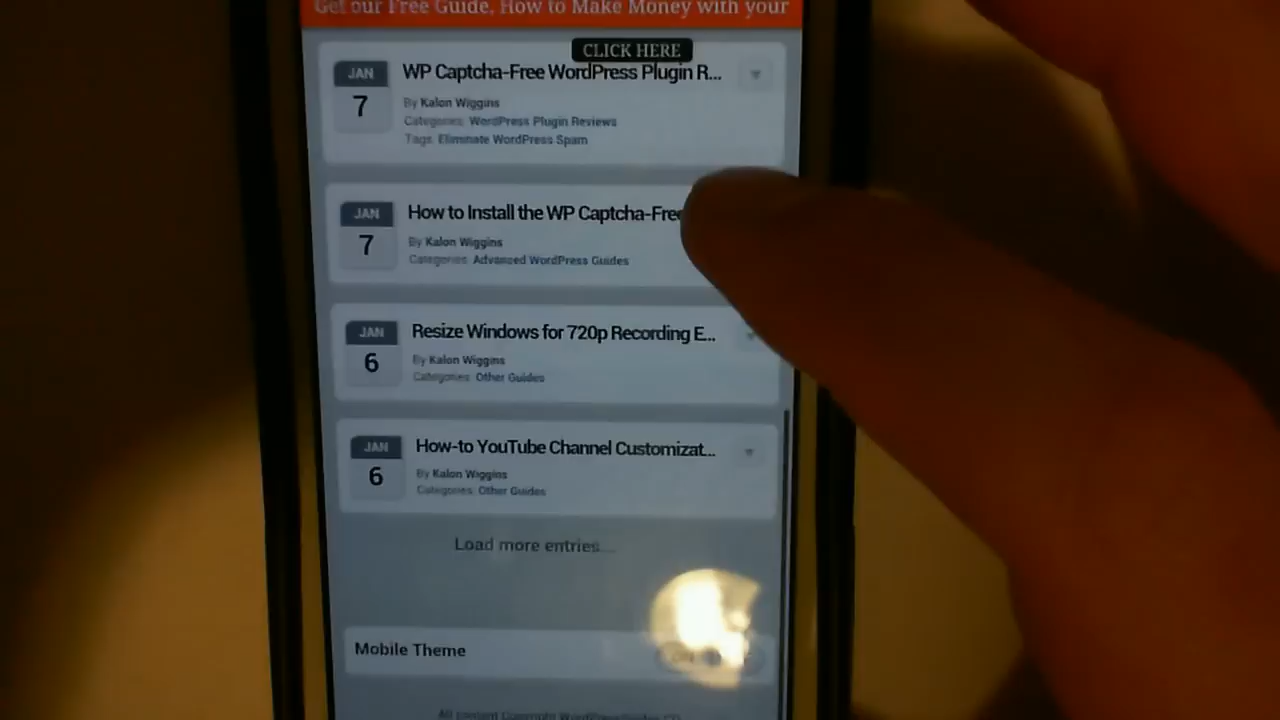 Get our Free Guide, How to Make Money with your
CLICK HERE
JAN
7
WP Captcha-Free WordPress Plugin R...
By Kalon Wiggins
Categories: WordPress Plugin Reviews
Tags: Eliminate WordPress Spam
JAN
7
How to Install the WP Captcha-Free
By Kalon Wiggins
Categories: Advanced WordPress Guides
JAN
6
Resize Windows for 720p Recording E...
By Kalon Wiggins
Categories: Other Guides
JAN
6
How-to YouTube Channel Customizat...
By Kalon Wiggins
Categories: Other Guides
Load more entries...
Mobile Theme
All content Copyright WordPress